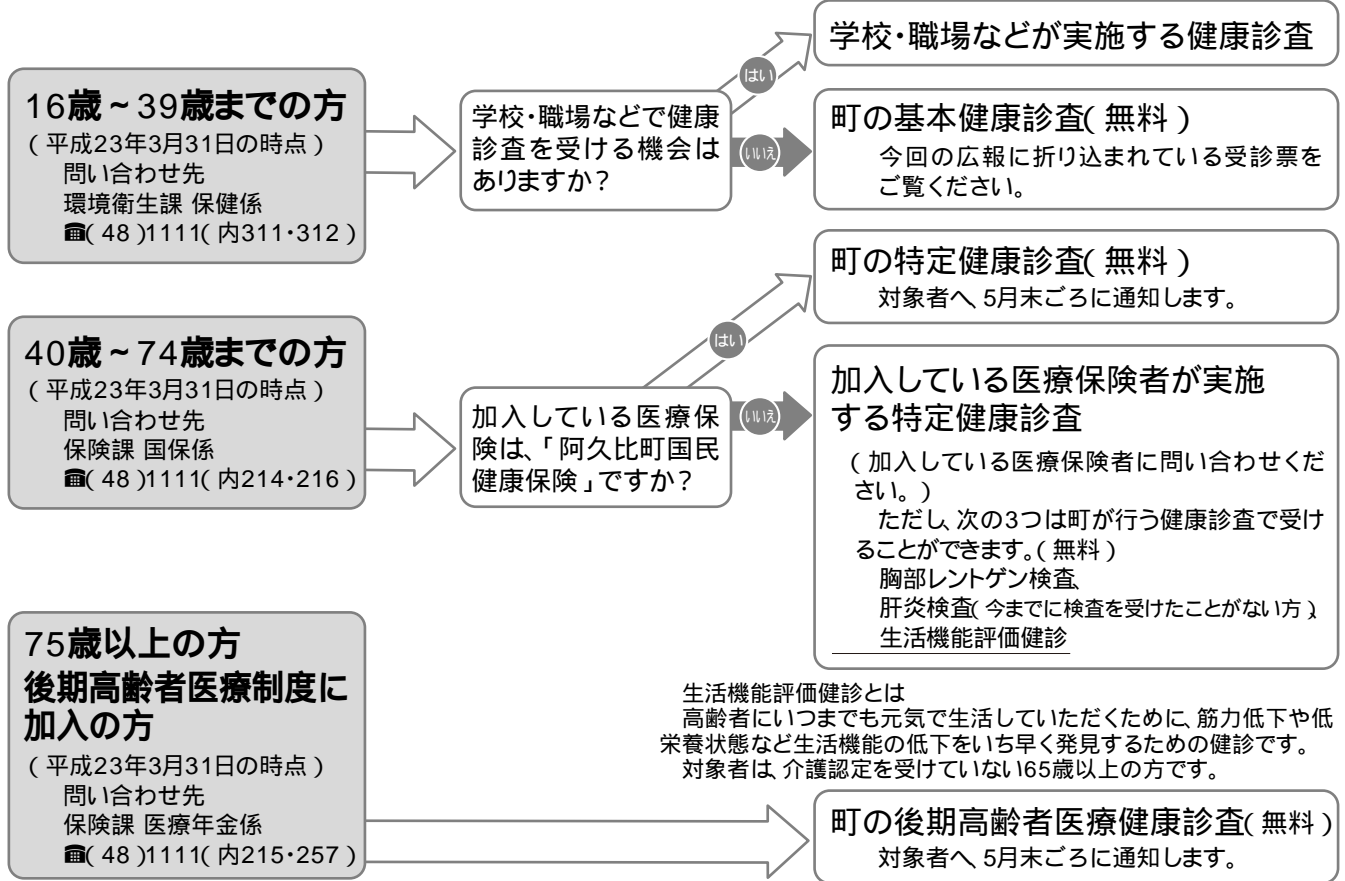 16歳~39歳までの方
(平成23年3月31日の時点)
問い合わせ先
環境衛生課 保健係
☎(48)1111(内311・312)
学校・職場などで健康
診査を受ける機会は
ありますか?
はい
学校・職場などが実施する健康診査
いいえ
町の基本健康診査(無料)
今回の広報に折り込まれている受診票を
ご覧ください。
40歳~74歳までの方
(平成23年3月31日の時点)
問い合わせ先
保険課 国保係
☎(48)1111(内214・216)
加入している医療保
険は、「阿久比町国民
健康保険」ですか?
はい
町の特定健康診査(無料)
対象者へ、5月末ごろに通知します。
いいえ
加入している医療保険者が実施
する特定健康診査
(加入している医療保険者に問い合わせくだ
さい。)
ただし、次の3つは町が行う健康診査で受け
ることができます。(無料)
胸部レントゲン検査、
肝炎検査(今までに検査を受けたことがない方)、
生活機能評価健診
生活機能評価健診とは
高齢者にいつまでも元気で生活していただくために、筋力低下や低
栄養状態など生活機能の低下をいち早く発見するための健診です。
対象者は、介護認定を受けていない65歳以上の方です。
75歳以上の方
後期高齢者医療制度に
加入の方
(平成23年3月31日の時点)
問い合わせ先
保険課 医療年金係
☎(48)1111(内215・257)
町の後期高齢者医療健康診査(無料)
対象者へ、5月末ごろに通知します。